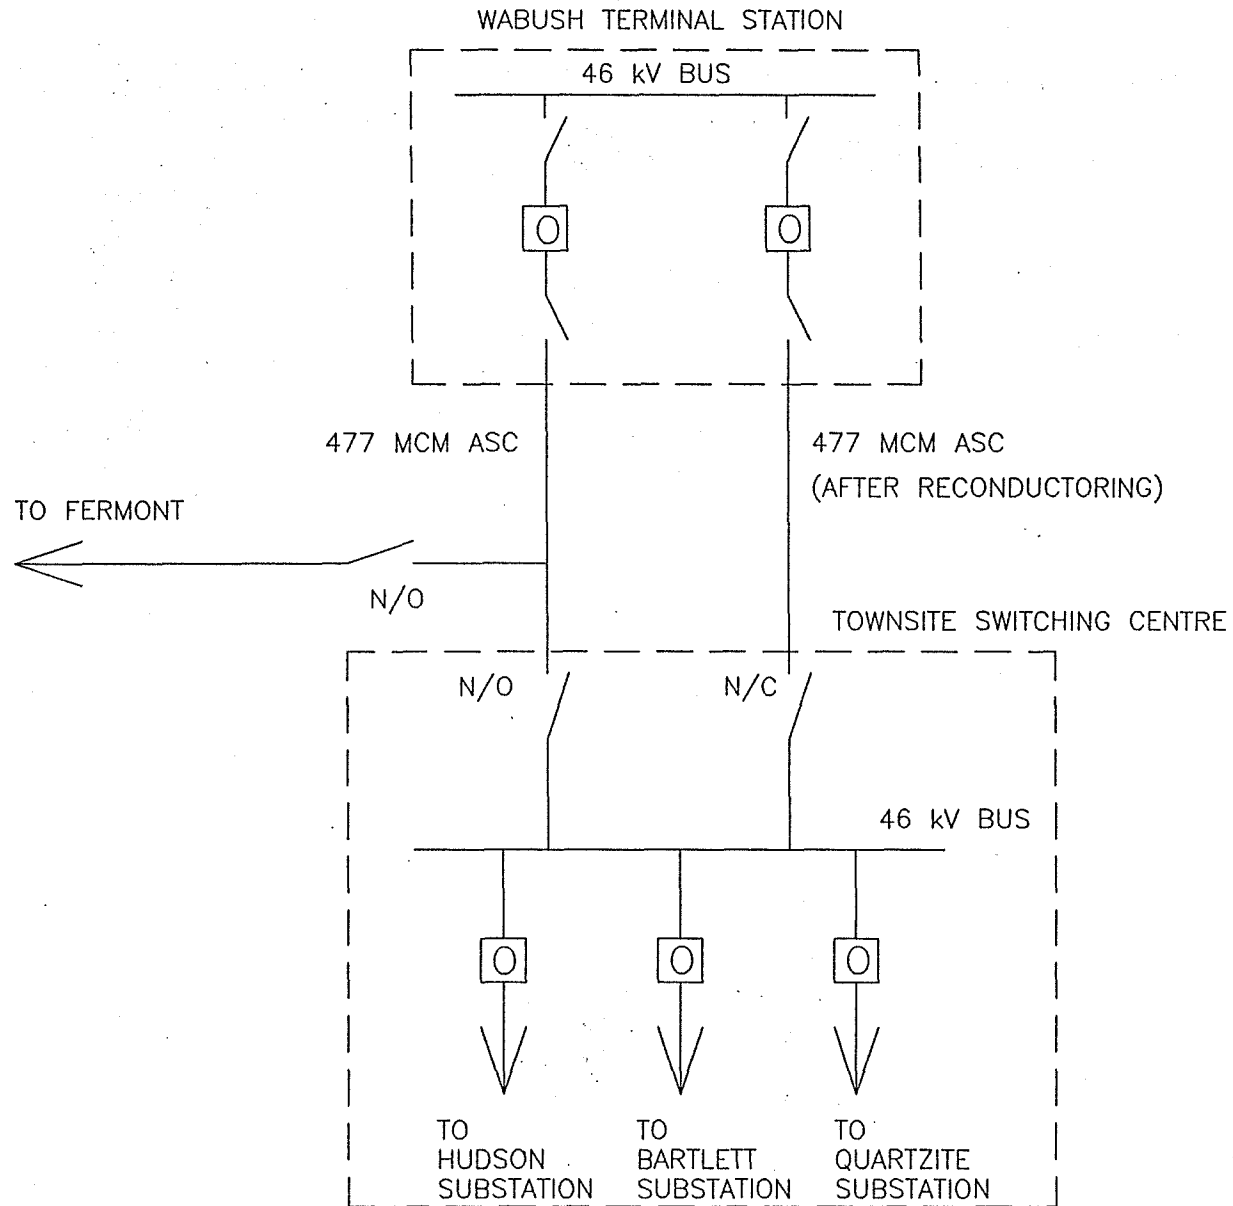 WABUSH TERMINAL STATION
46 kV BUS
O
O
477 MCM ASC
477 MCM ASC
(AFTER RECONDUCTORING)
TO FERMONT
N/O
TOWNSITE SWITCHING CENTRE
N/O
N/C
46 kV BUS
O
O
O
TO
HUDSON
SUBSTATION
TO
BARTLETT
SUBSTATION
TO
QUARTZITE
SUBSTATION